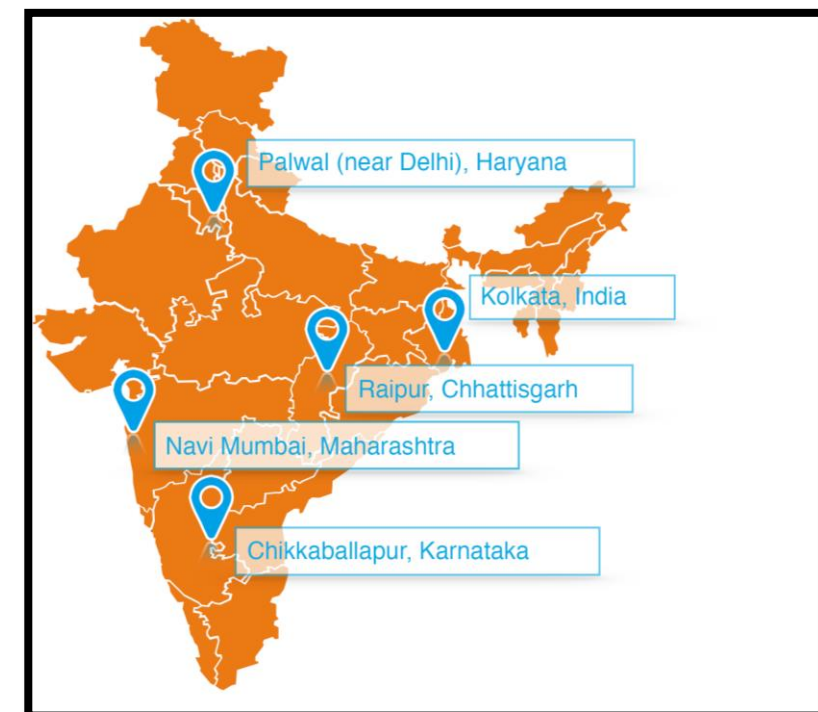 Palwal (near Delhi), Haryana
Kolkata, India
Raipur, Chhattisgarh
Navi Mumbai, Maharashtra
Chikkaballapur, Karnataka